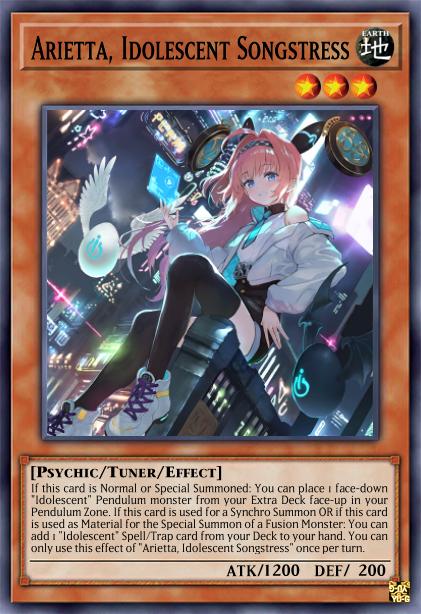 ARIETTA, IDOLESCENT SONGSTRESS
EARTH
地
[PSYCHIC/TUNER/EFFECT]
If this card is Normal or Special Summoned: You can place 1 face-down
"Idolescent" Pendulum monster from your Extra Deck face-up in your
Pendulum Zone. If this card is used for a Synchro Summon OR if this card
is used as Material for the Special Summon of a Fusion Monster: You can
add 1 "Idolescent" Spell/Trap card from your Deck to your hand. You can
only use this effect of "Arietta, Idolescent Songstress" once per turn.
ATK/1200 DEF/ 200